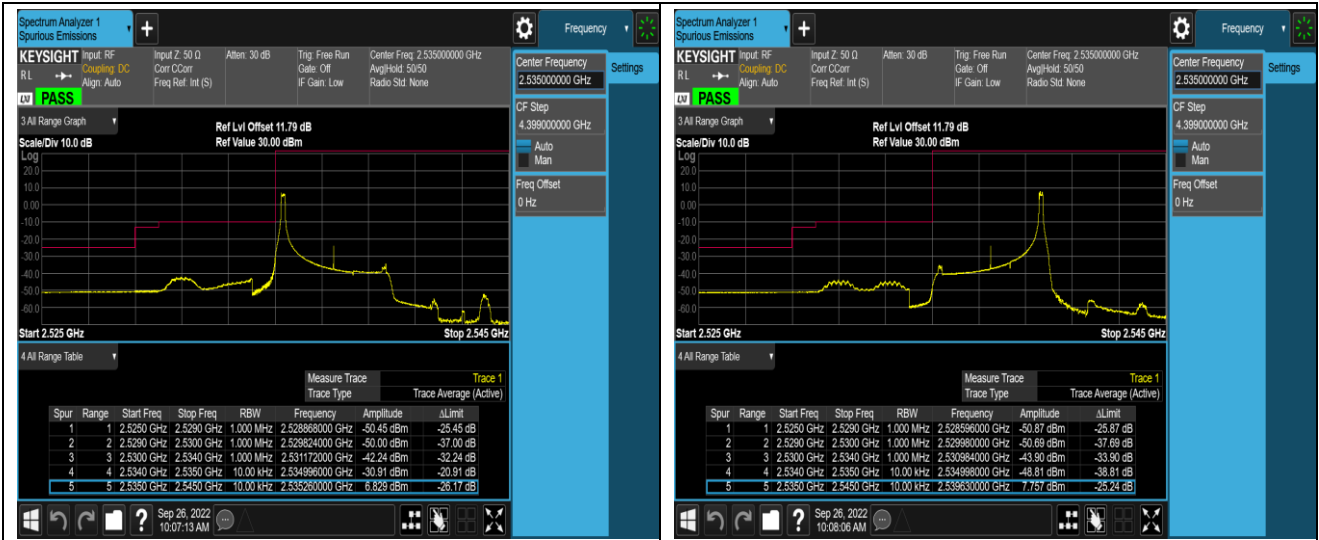 Spectrum Analyzer 1
Spurious Emissions
Frequency
KEYSIGHT Input: RF Input Z: 50 Ω Atten: 30 dB Trig: Free Run Center Freq: 2.535000000 GHz
R L Coupling: DC Corr CCorr Gate: Off Avg|Hold: 50/50
Align: Auto Freq Ref: Int (S) IF Gain: Low Radio Std: None
LXI PASS
Center Frequency
2.535000000 GHz
Settings
CF Step
4.399000000 GHz
Auto
Man
Freq Offset
0 Hz
3 All Range Graph
Ref Lvl Offset 11.79 dB
Scale/Div 10.0 dB Ref Value 30.00 dBm
Log
20.0
10.0
0.00
-10.0
-20.0
-30.0
-40.0
-50.0
-60.0
Start 2.525 GHz Stop 2.545 GHz
4 All Range Table
Measure Trace Trace 1
Trace Type Trace Average (Active)
Spur Range Start Freq Stop Freq RBW Frequency Amplitude ΔLimit
1 1 2.5250 GHz 2.5290 GHz 1.000 MHz 2.528868000 GHz -50.45 dBm -25.45 dB
2 2 2.5290 GHz 2.5300 GHz 1.000 MHz 2.529824000 GHz -50.00 dBm -37.00 dB
3 3 2.5300 GHz 2.5340 GHz 1.000 MHz 2.531172000 GHz -42.24 dBm -32.24 dB
4 4 2.5340 GHz 2.5350 GHz 10.00 kHz 2.534996000 GHz -30.91 dBm -20.91 dB
5 5 2.5350 GHz 2.5450 GHz 10.00 kHz 2.535260000 GHz 6.829 dBm -26.17 dB
Sep 26, 2022
10:07:13 AM
Spectrum Analyzer 1
Spurious Emissions
Frequency
KEYSIGHT Input: RF Input Z: 50 Ω Atten: 30 dB Trig: Free Run Center Freq: 2.535000000 GHz
R L Coupling: DC Corr CCorr Gate: Off Avg|Hold: 50/50
Align: Auto Freq Ref: Int (S) IF Gain: Low Radio Std: None
LXI PASS
Center Frequency
2.535000000 GHz
Settings
CF Step
4.399000000 GHz
Auto
Man
Freq Offset
0 Hz
3 All Range Graph
Ref Lvl Offset 11.79 dB
Scale/Div 10.0 dB Ref Value 30.00 dBm
Log
20.0
10.0
0.00
-10.0
-20.0
-30.0
-40.0
-50.0
-60.0
Start 2.525 GHz Stop 2.545 GHz
4 All Range Table
Measure Trace Trace 1
Trace Type Trace Average (Active)
Spur Range Start Freq Stop Freq RBW Frequency Amplitude ΔLimit
1 1 2.5250 GHz 2.5290 GHz 1.000 MHz 2.528596000 GHz -50.87 dBm -25.87 dB
2 2 2.5290 GHz 2.5300 GHz 1.000 MHz 2.529980000 GHz -50.69 dBm -37.69 dB
3 3 2.5300 GHz 2.5340 GHz 1.000 MHz 2.530984000 GHz -43.90 dBm -33.90 dB
4 4 2.5340 GHz 2.5350 GHz 10.00 kHz 2.534998000 GHz -48.81 dBm -38.81 dB
5 5 2.5350 GHz 2.5450 GHz 10.00 kHz 2.539630000 GHz 7.757 dBm -25.24 dB
Sep 26, 2022
10:08:06 AM